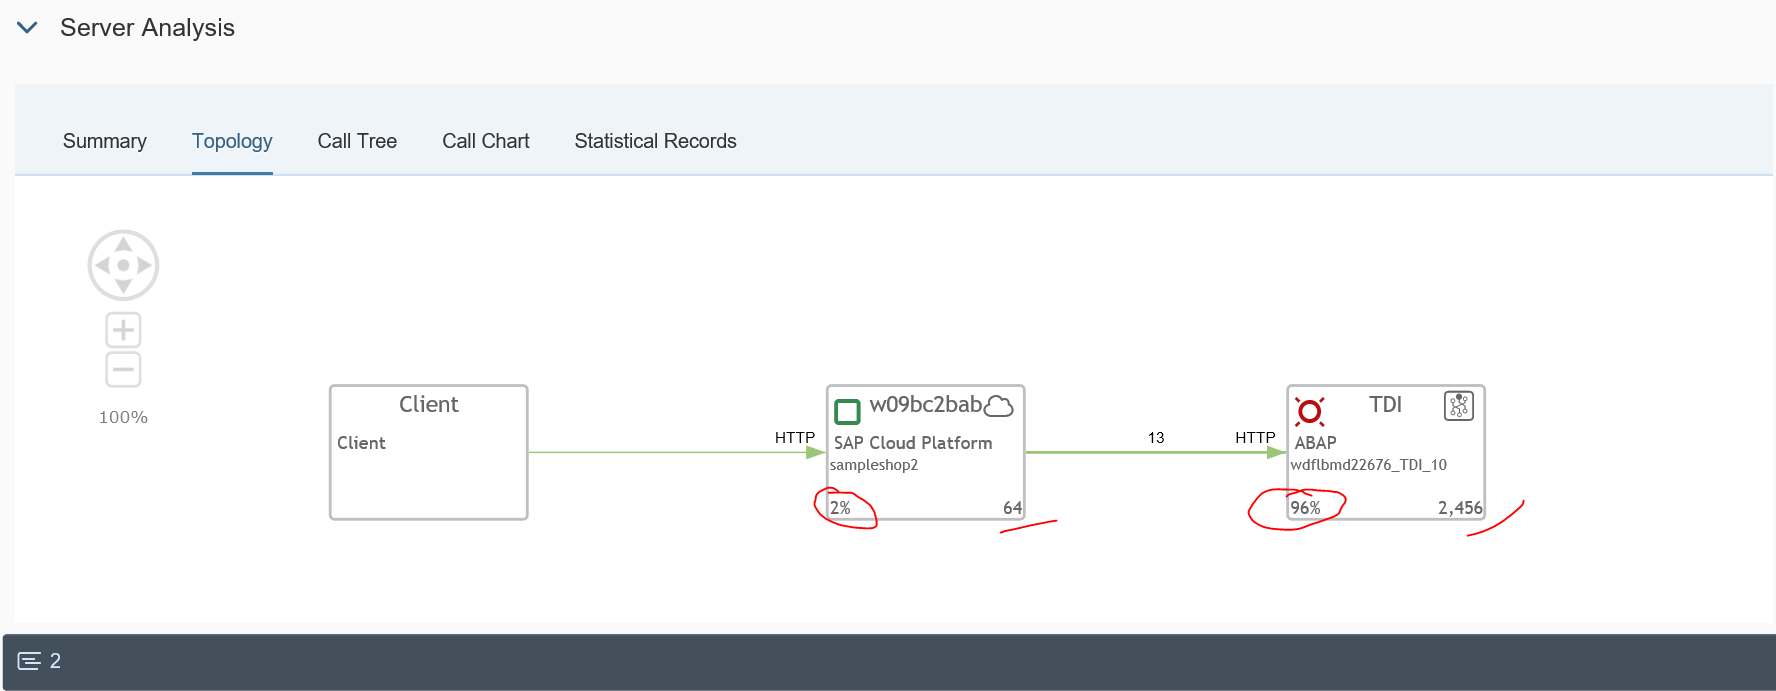 Server Analysis
Summary Topology Call Tree Call Chart Statistical Records
100%
Client
Client
HTTP
w09bc2bab
SAP Cloud Platform
sampleshop2
2% 64
13
HTTP
TDI
ABAP
wdflbmd22676_TDI_10
96% 2,456
2